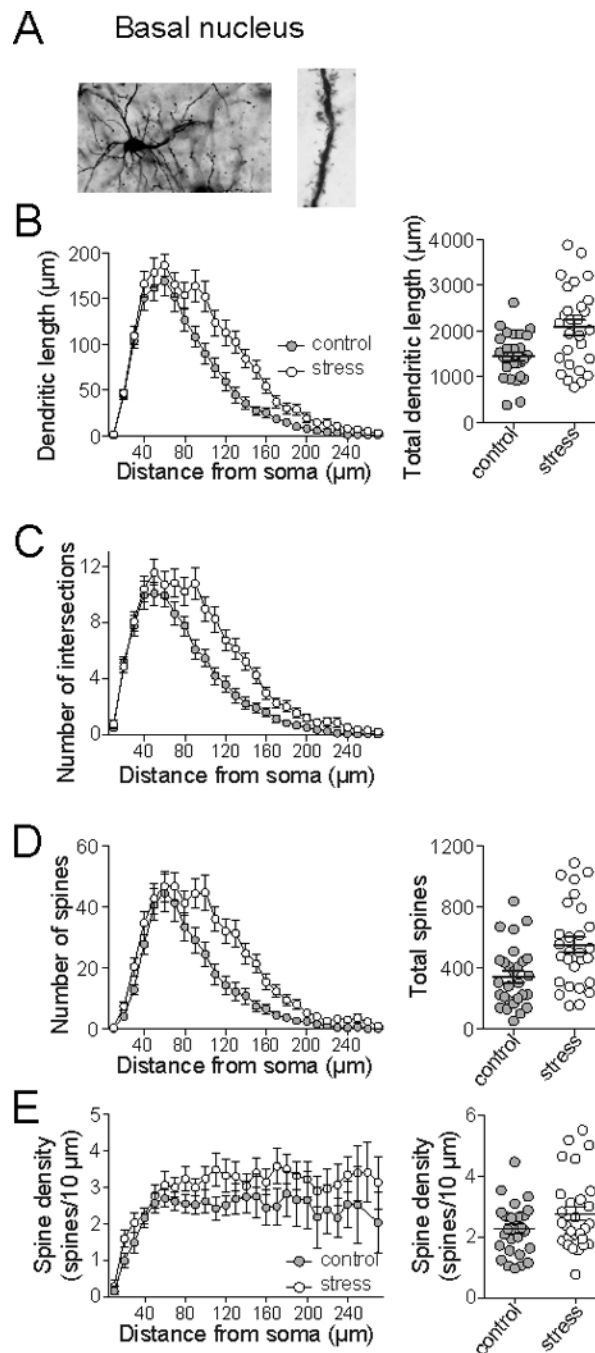 A
Basal nucleus
B
Dendritic length (µm)
200
150
100
50
0
control
stress
40 80 120 160 200 240
Distance from soma (µm)
Total dendritic length (µm)
4000
3000
2000
1000
0
control
stress
C
Number of intersections
12
8
4
0
40 80 120 160 200 240
Distance from soma (µm)
D
Number of spines
60
40
20
0
40 80 120 160 200 240
Distance from soma (µm)
Total spines
1200
800
400
0
control
stress
E
Spine density
(spines/10 µm)
5
4
3
2
1
0
control
stress
40 80 120 160 200 240
Distance from soma (µm)
Spine density
(spines/10 µm)
6
4
2
0
control
stress